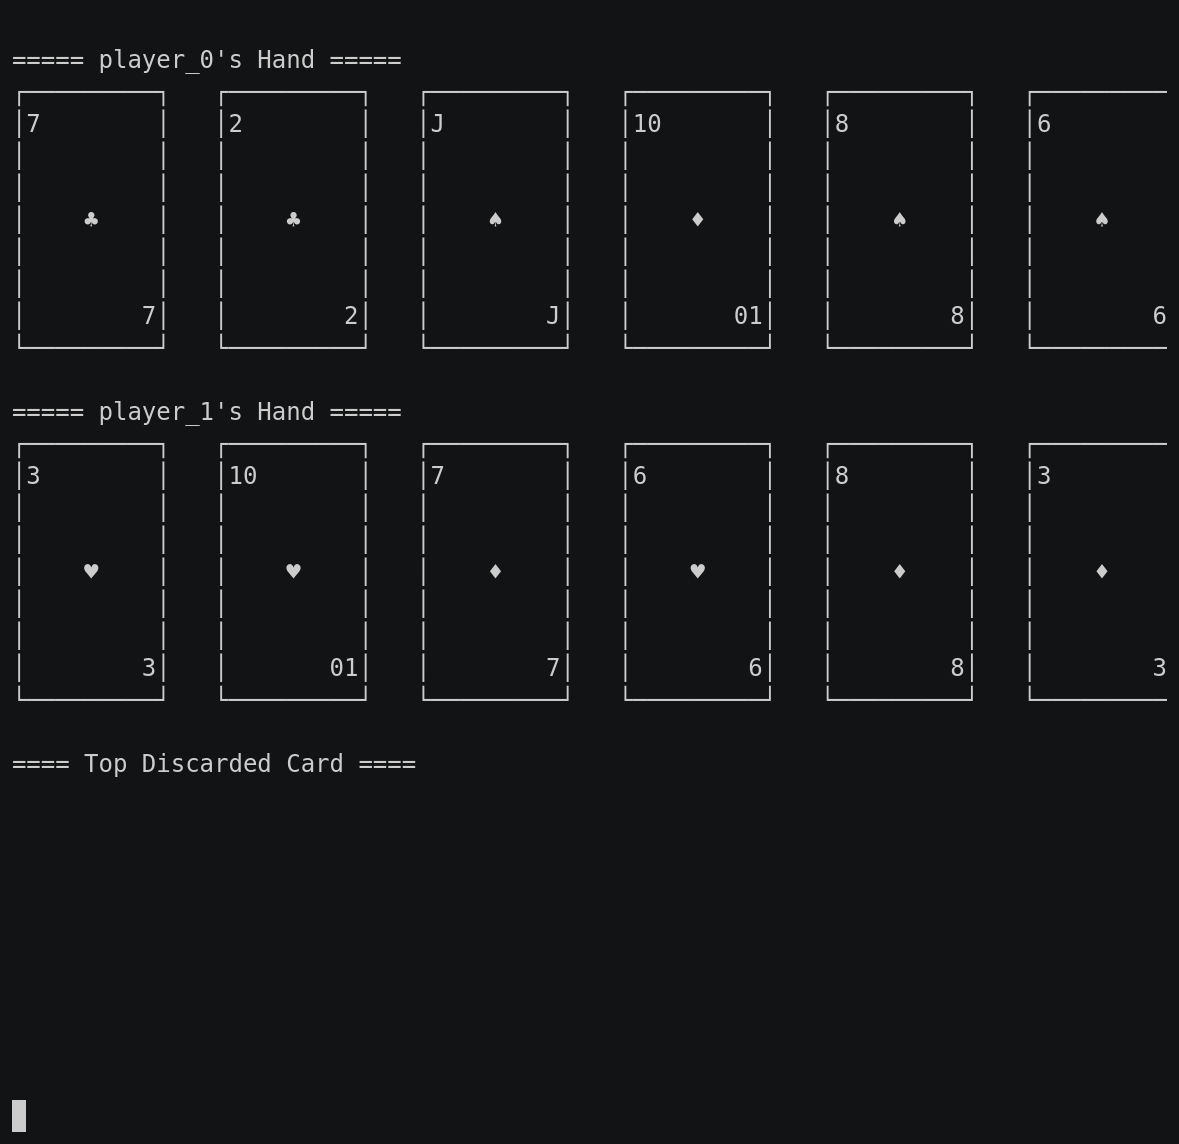 ===== player_0's Hand =====
7 2 J 10 8 6
♣ ♣ ♠ ♦ ♠ ♠
7 2 J 01 8 6
===== player_1's Hand =====
3 10 7 6 8 3
♥ ♥ ♦ ♥ ♦ ♦
3 01 7 6 8 3
==== Top Discarded Card ====